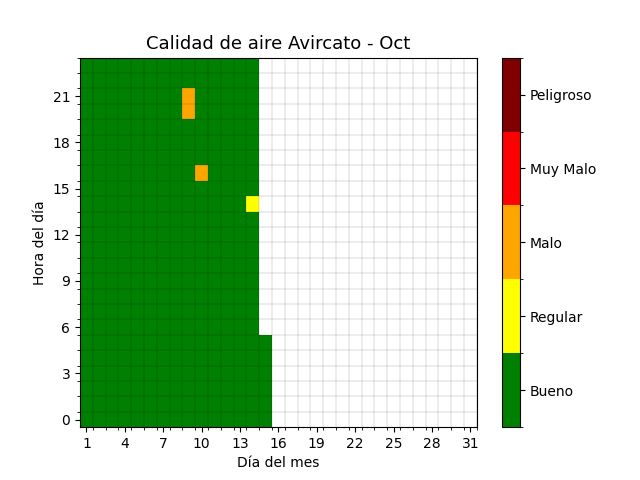 Calidad de aire Avircato - Oct
Hora del día
21
18
15
12
9
6
3
0
1 4 7 10 13 16 19 22 25 28 31
Día del mes
Peligroso
Muy Malo
Malo
Regular
Bueno